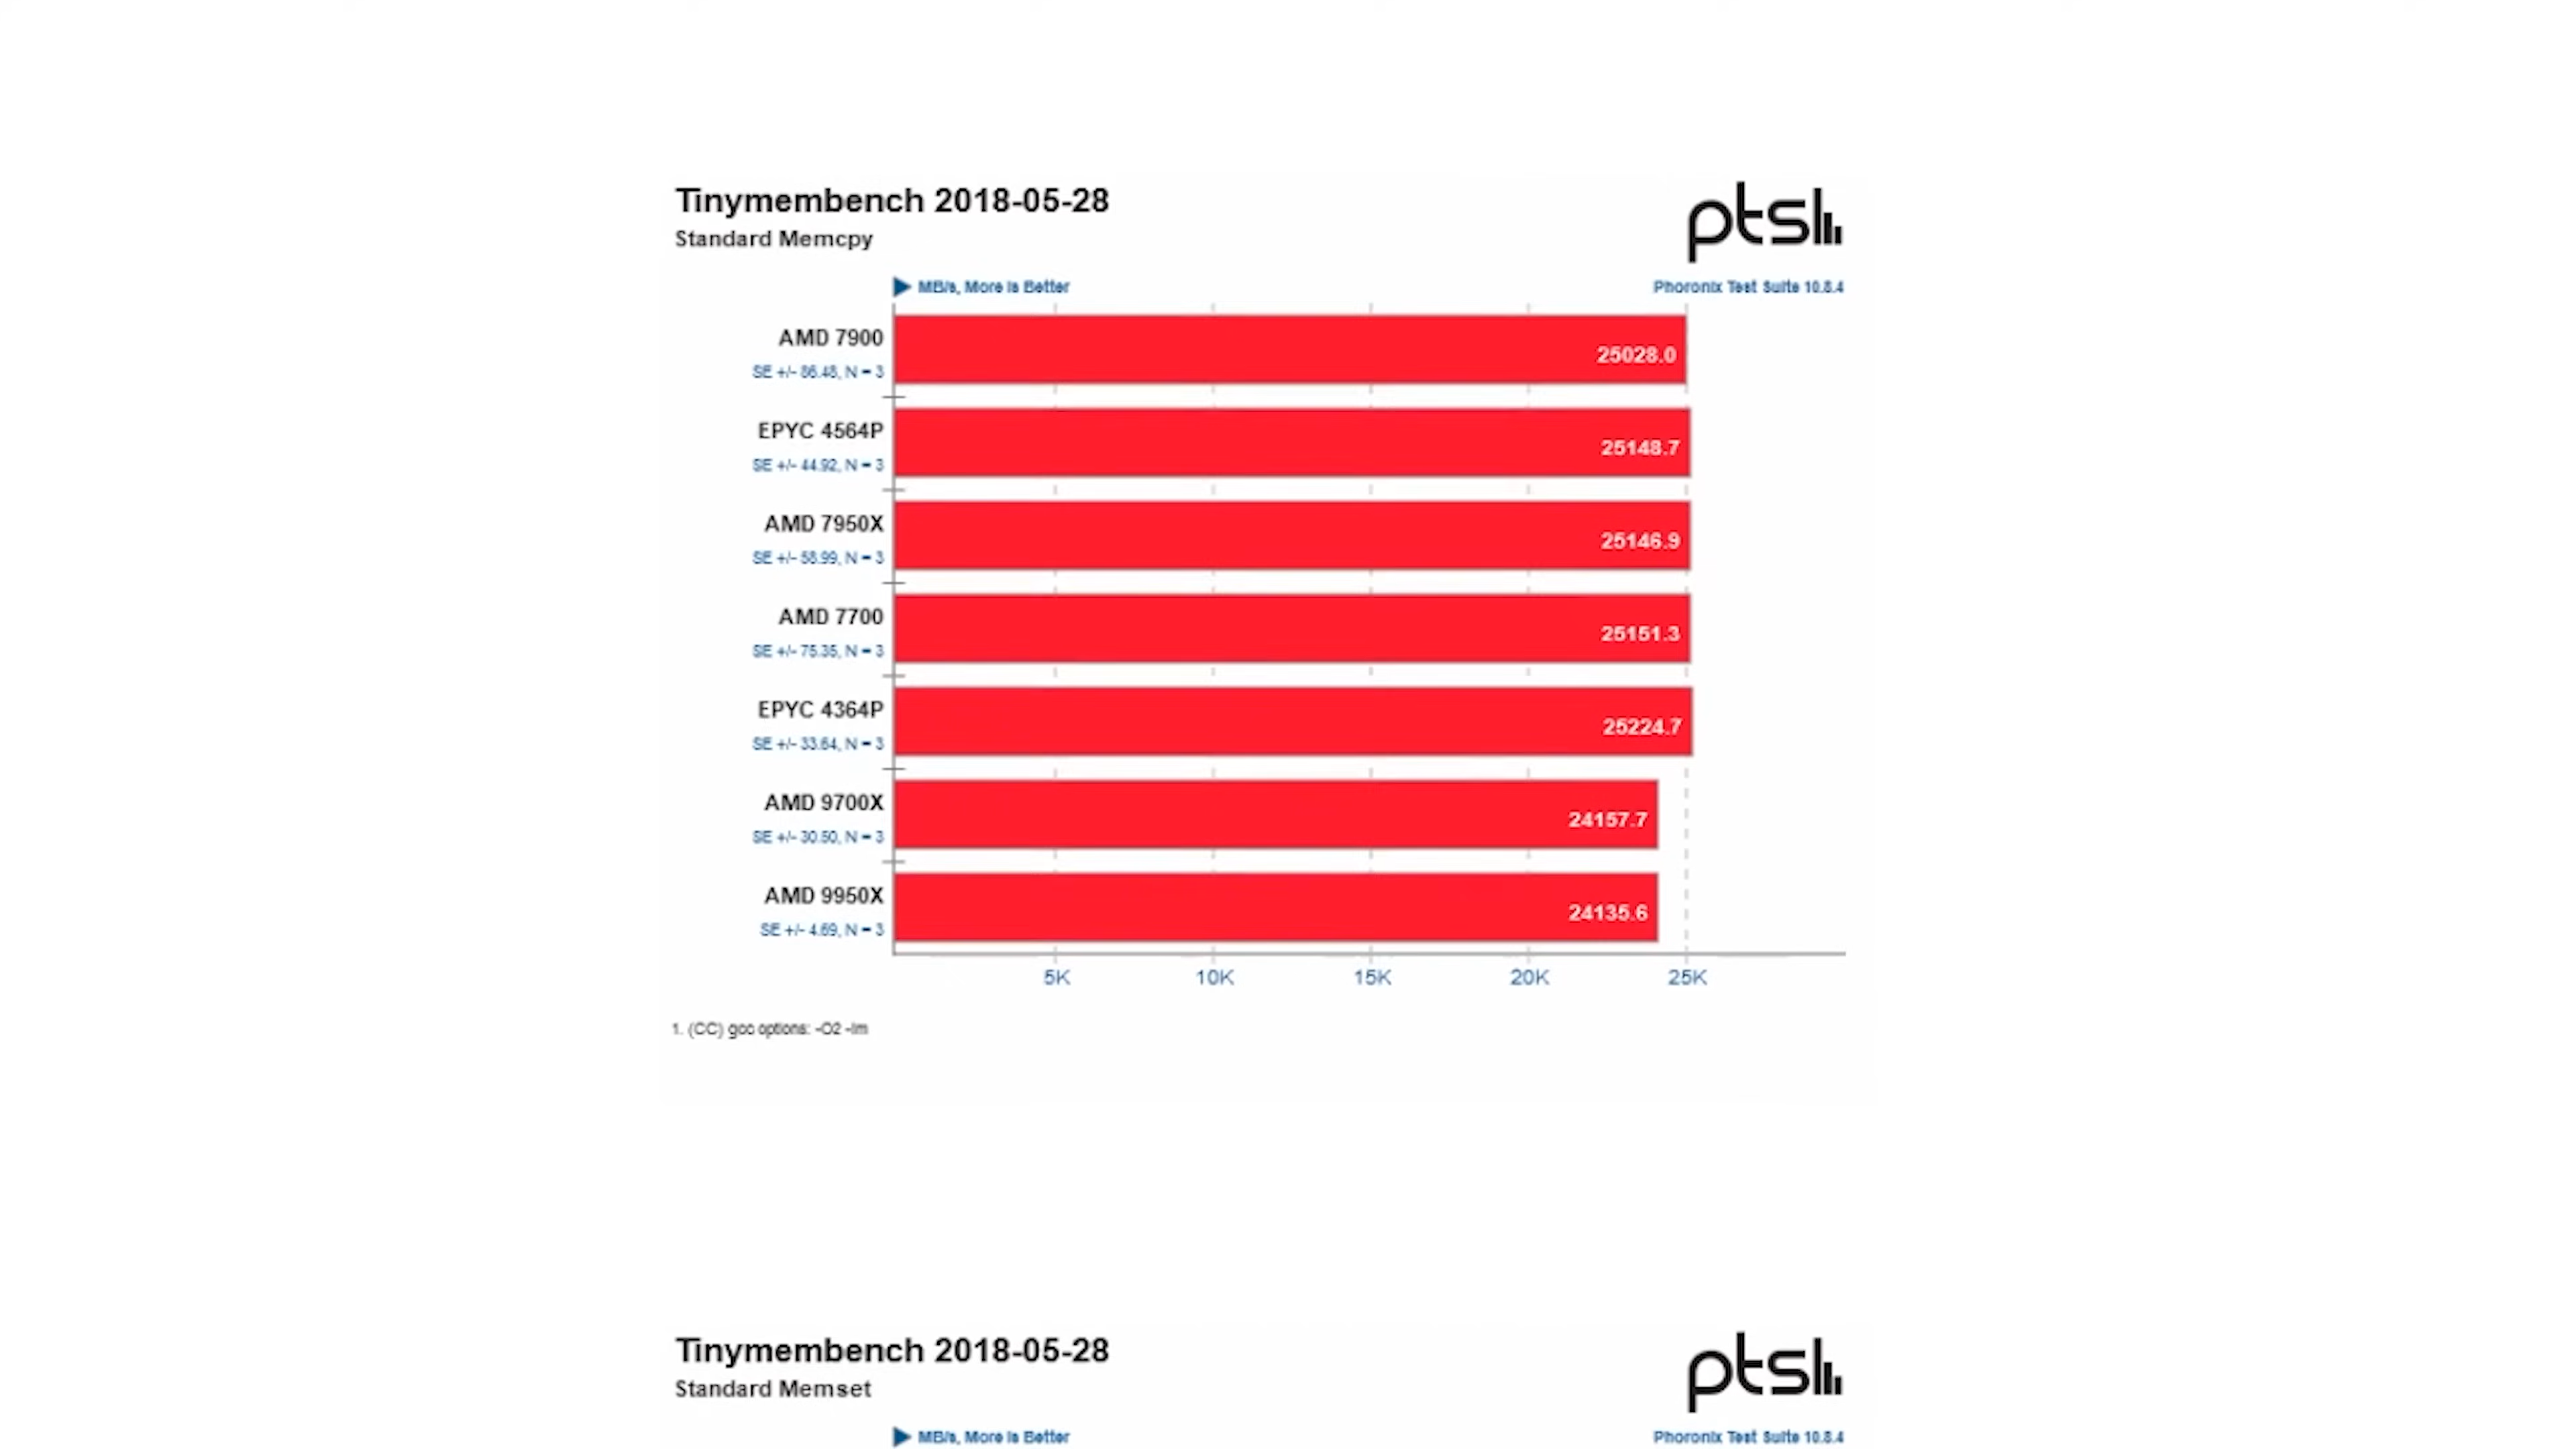 Tinymembench 2018-05-28
Standard Memcpy
ptsl
MB/s, More Is Better
Phoronix Test Suite 10.8.4
AMD 7900
SE +/- 86.48, N = 3
25028.0
EPYC 4564P
SE +/- 44.92, N = 3
25148.7
AMD 7950X
SE +/- 58.99, N = 3
25146.9
AMD 7700
SE +/- 75.35, N = 3
25151.3
EPYC 4364P
SE +/- 33.64, N = 3
25224.7
AMD 9700X
SE +/- 30.50, N = 3
24157.7
AMD 9950X
SE +/- 4.69, N = 3
24135.6
5K 10K 15K 20K 25K
1. (CC) gcc options: -O2 -lm
Tinymembench 2018-05-28
Standard Memset
ptsl
MB/s, More Is Better
Phoronix Test Suite 10.8.4